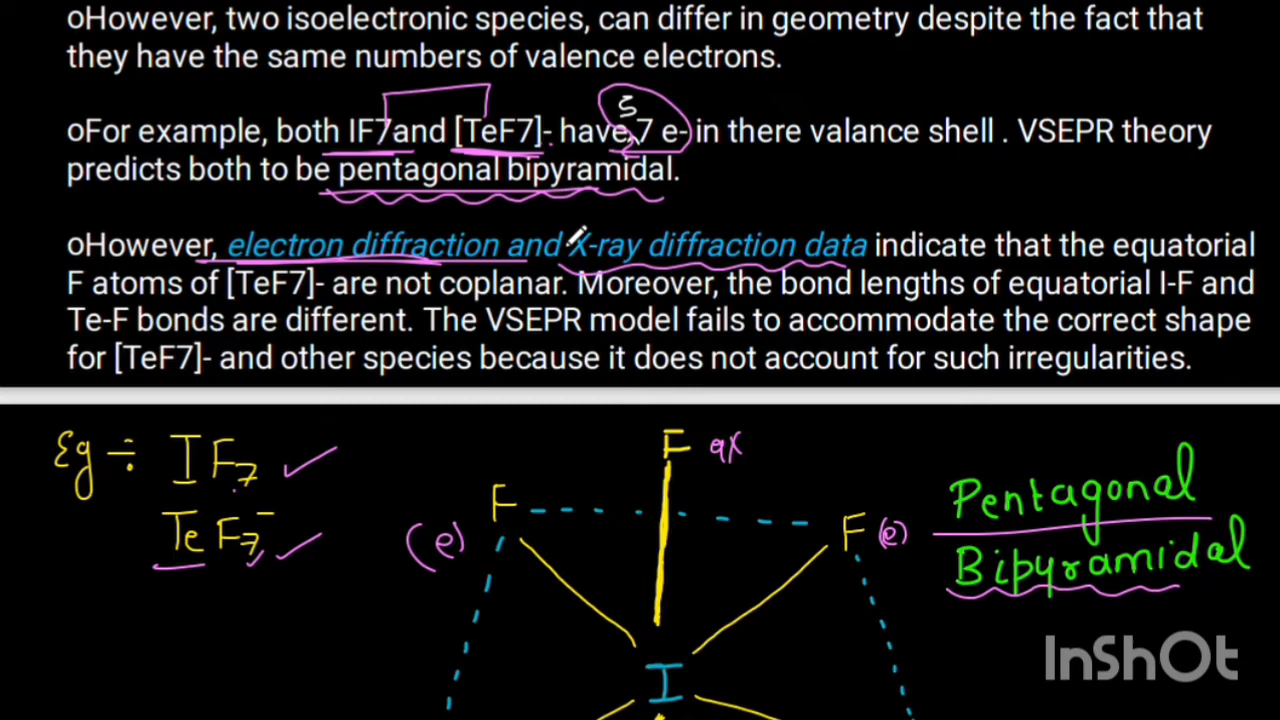 oHowever, two isoelectronic species, can differ in geometry despite the fact that
they have the same numbers of valence electrons.
5
oFor example, both IF7and [TeF7]- have 7 e- in there valance shell . VSEPR theory
predicts both to be pentagonal bipyramidal.
oHowever, electron diffraction and X-ray diffraction data indicate that the equatorial
F atoms of [TeF7]- are not coplanar. Moreover, the bond lengths of equatorial I-F and
Te-F bonds are different. The VSEPR model fails to accommodate the correct shape
for [TeF7]- and other species because it does not account for such irregularities.
Eg ÷ IF7
TeF7-
F ax
F
(e)
F (e)
I
Pentagonal
Bipyramidal
InShOt